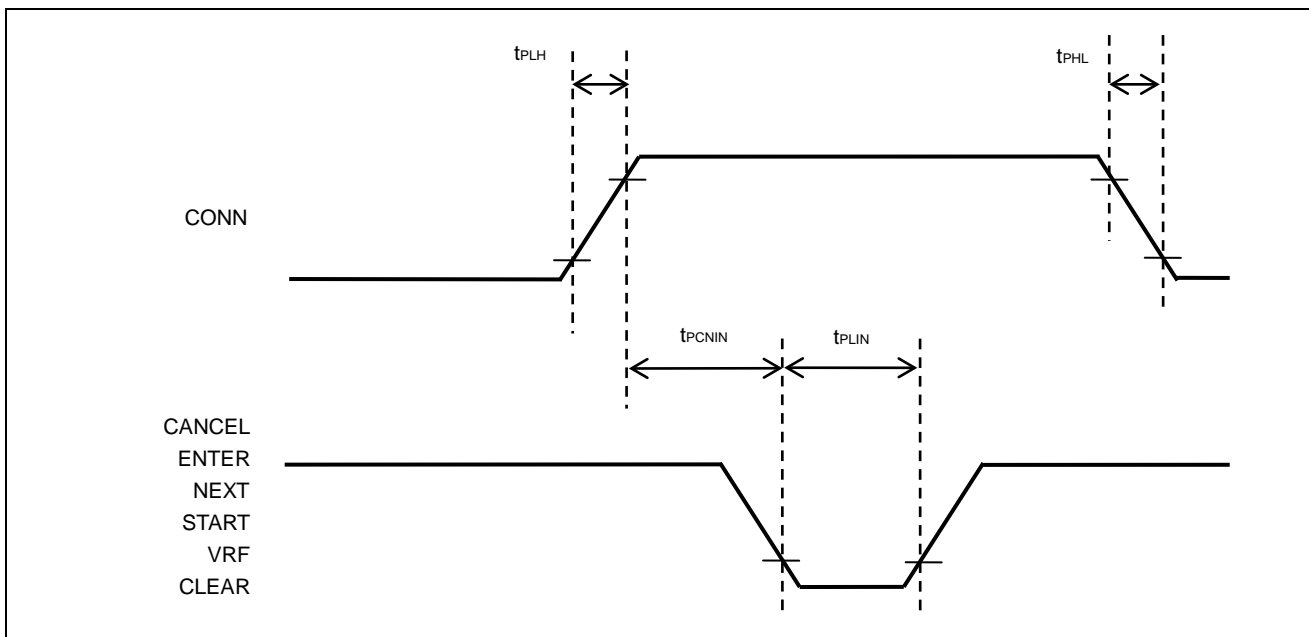 tPLH
tPHL
CONN
tPCNIN
tPLIN
CANCEL
ENTER
NEXT
START
VRF
CLEAR